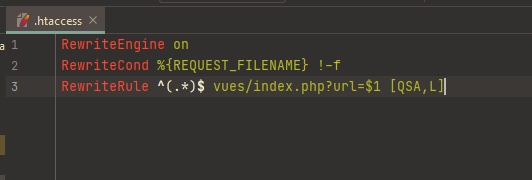 .htaccess
1 RewriteEngine on
2 RewriteCond %{REQUEST_FILENAME} !-f
3 RewriteRule ^(.*)$ vues/index.php?url=$1 [QSA,L]